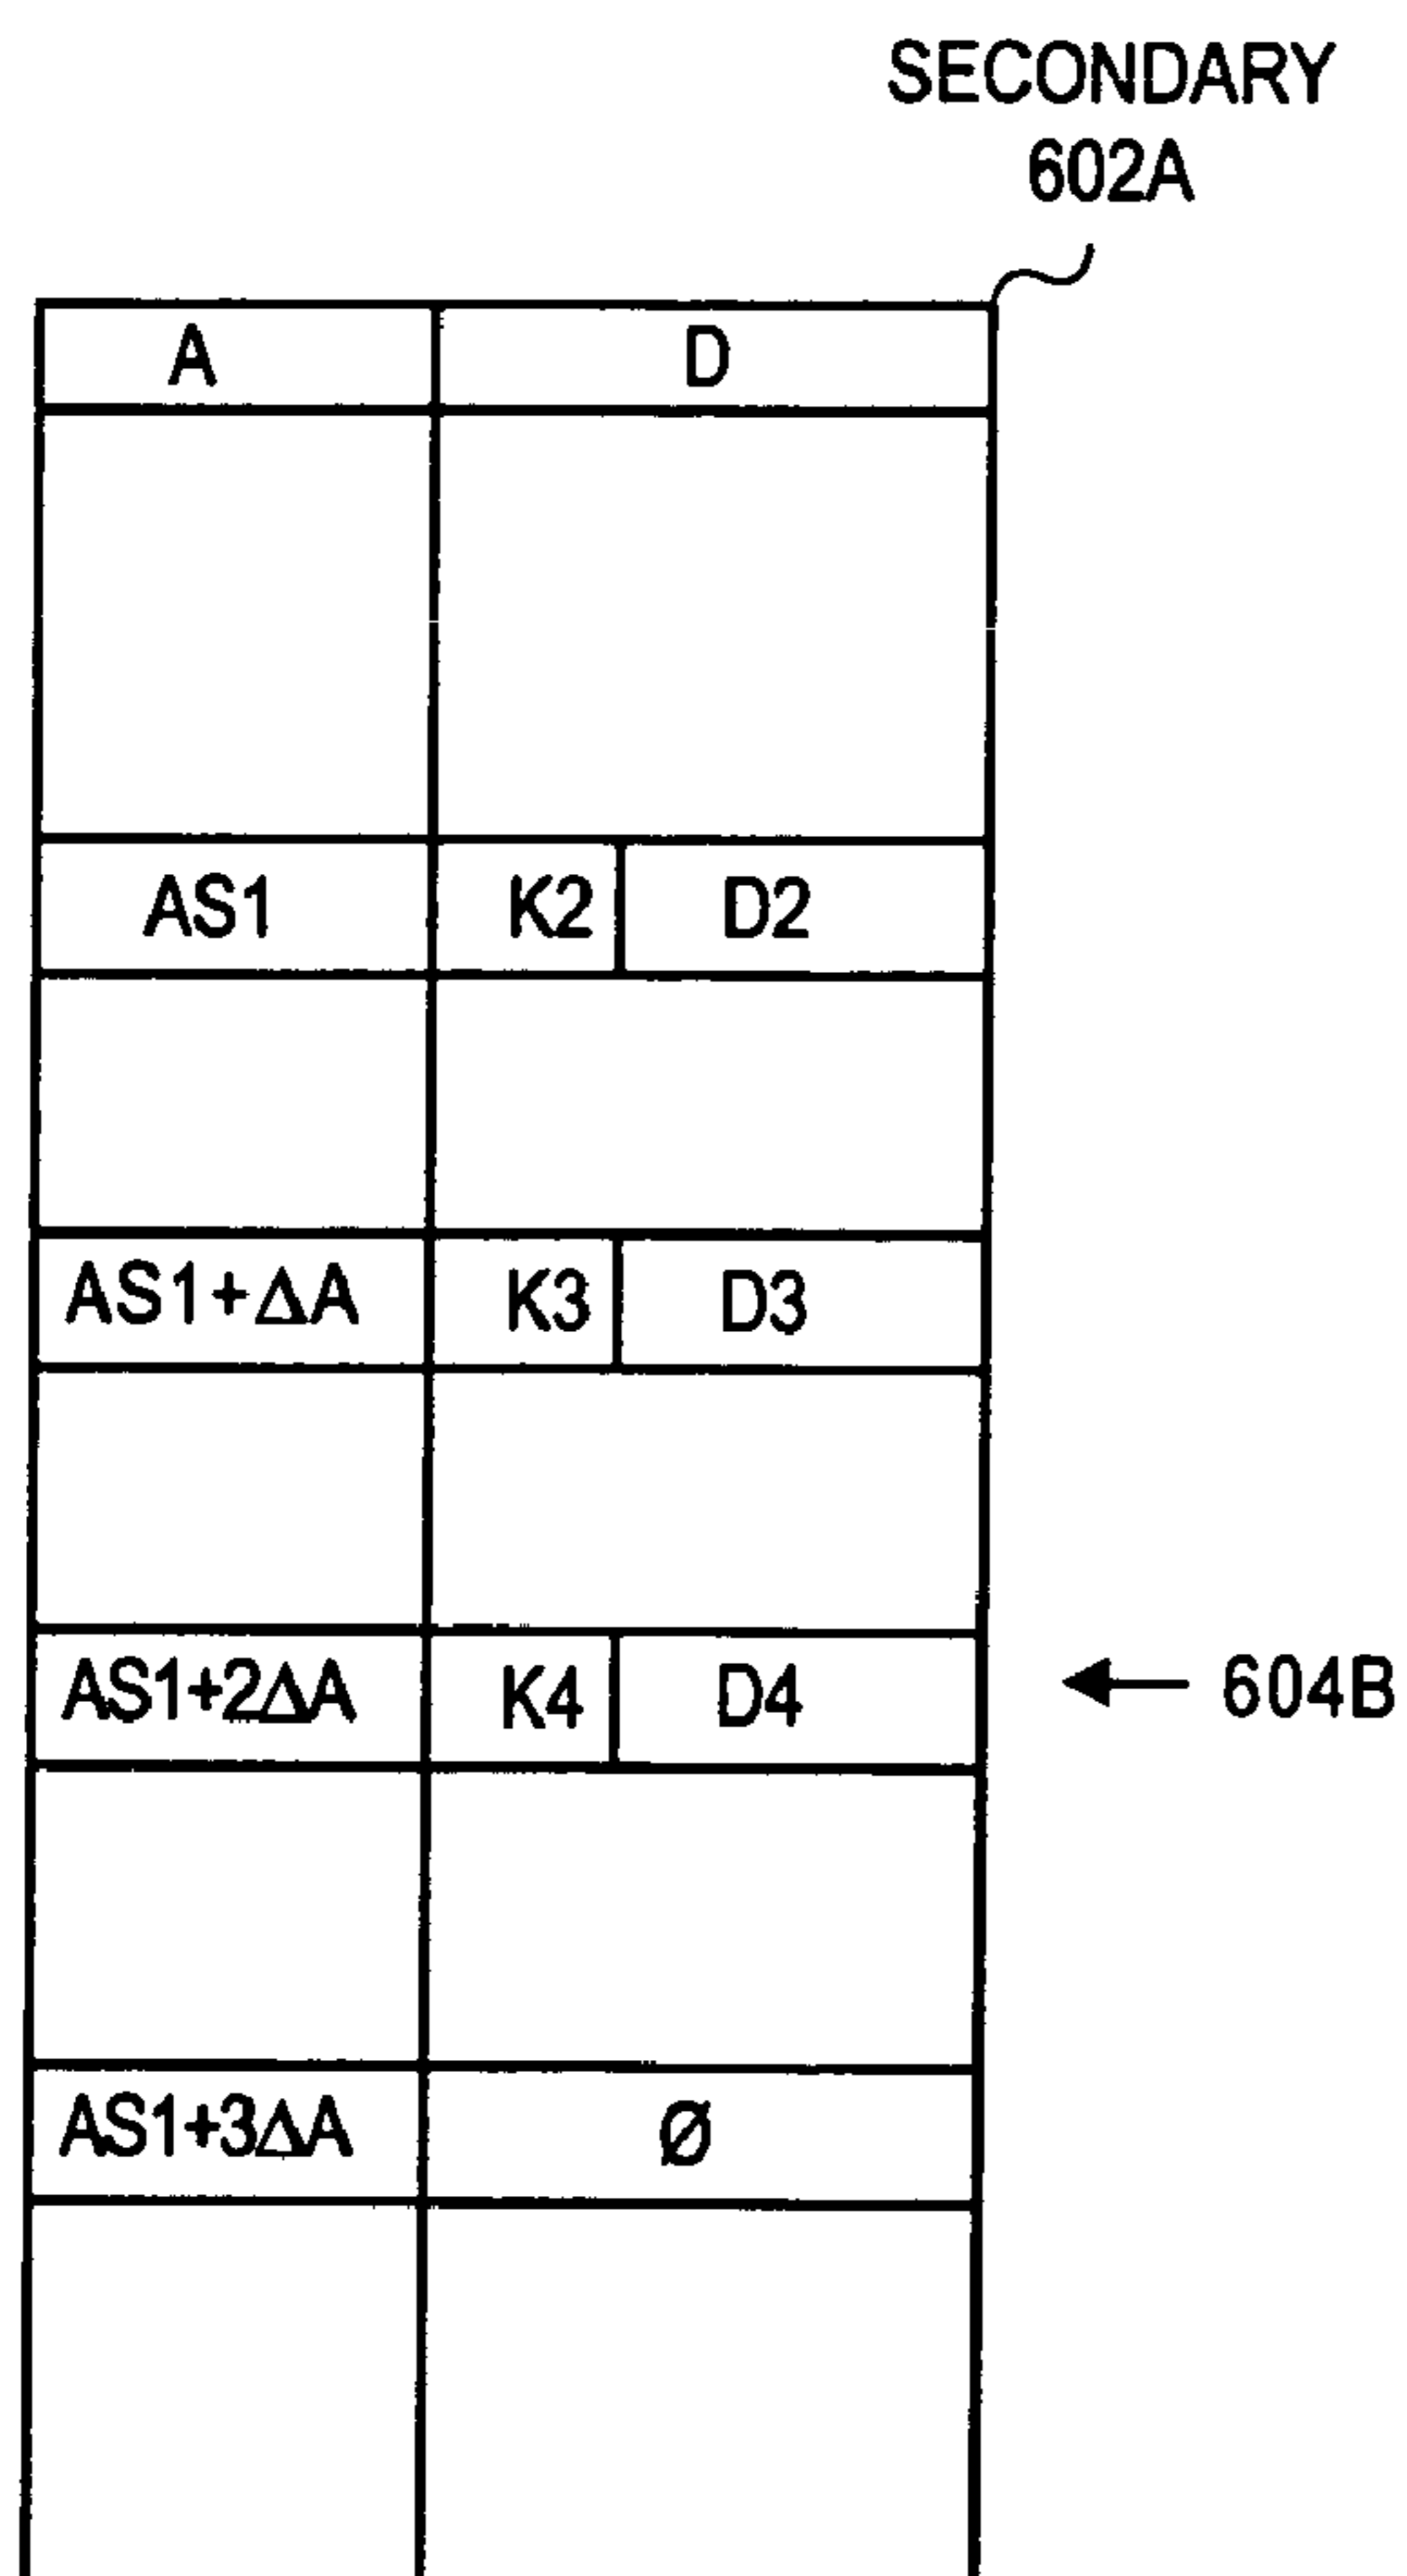 SECONDARY
602A
A D
AS1 K2 D2
AS1+ΔA K3 D3
AS1+2ΔA K4 D4 604B
AS1+3ΔA Ø